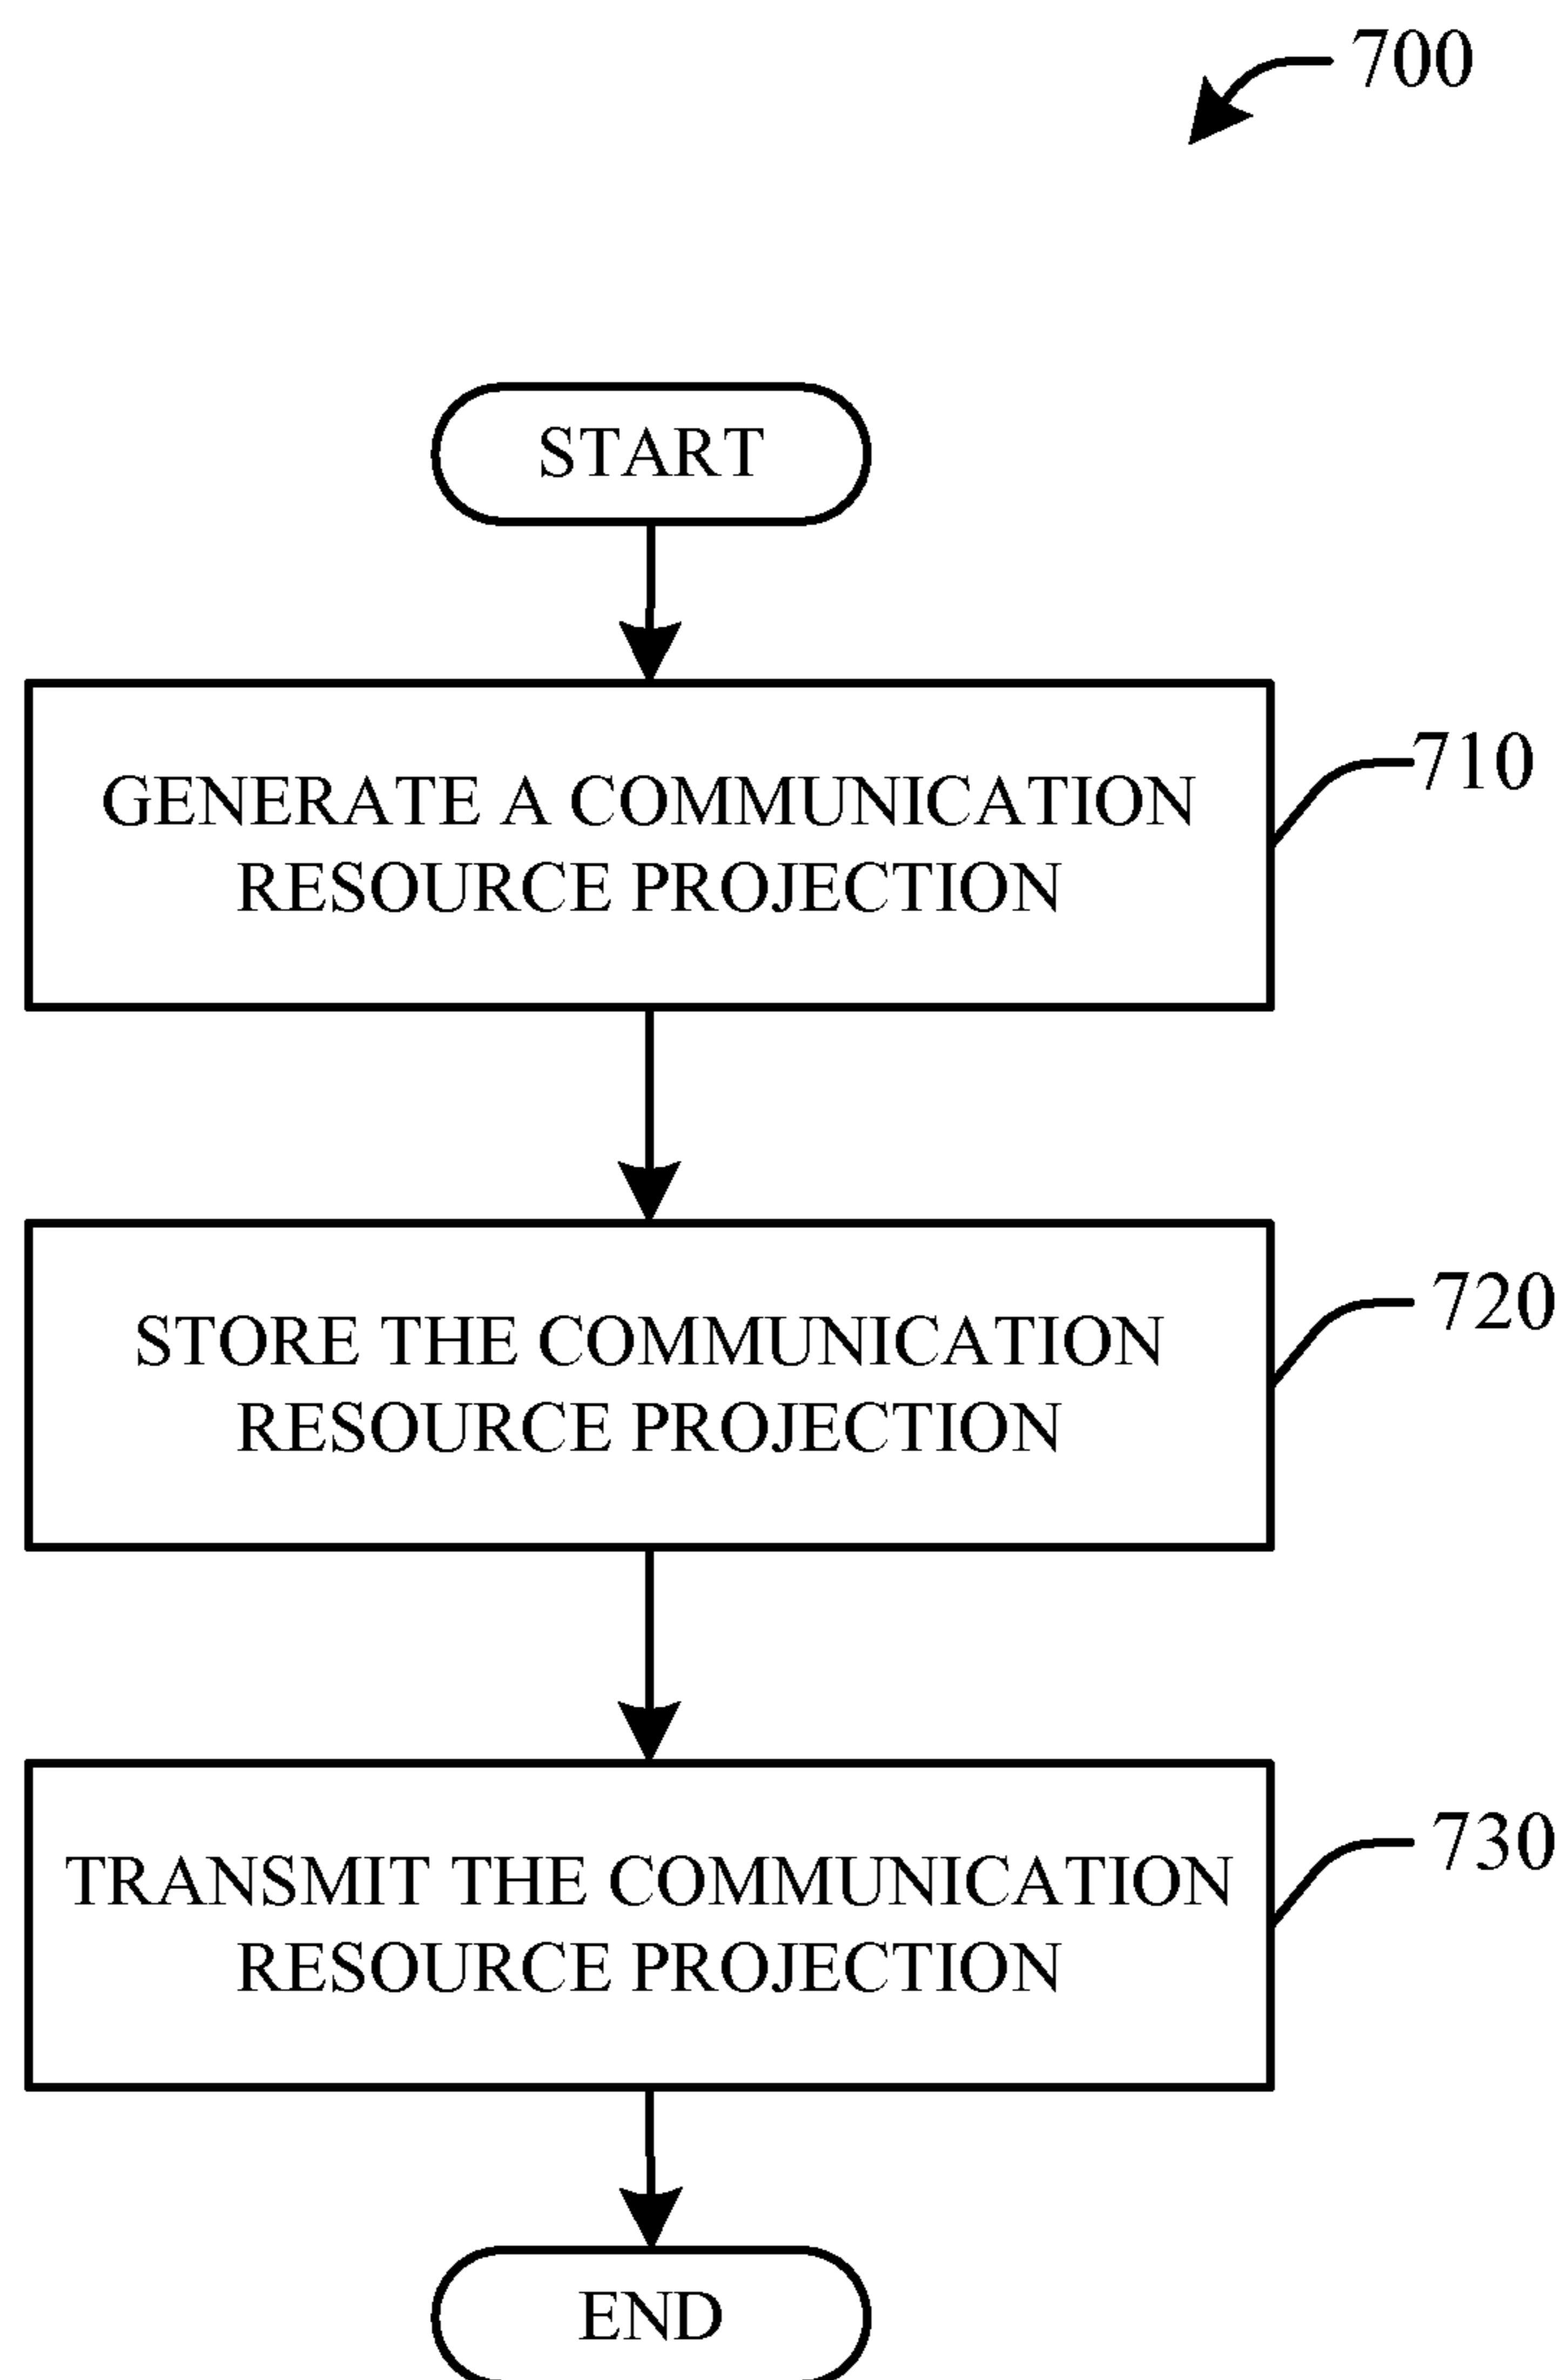 700
START
GENERATE A COMMUNICATION
RESOURCE PROJECTION
710
STORE THE COMMUNICATION
RESOURCE PROJECTION
720
TRANSMIT THE COMMUNICATION
RESOURCE PROJECTION
730
END